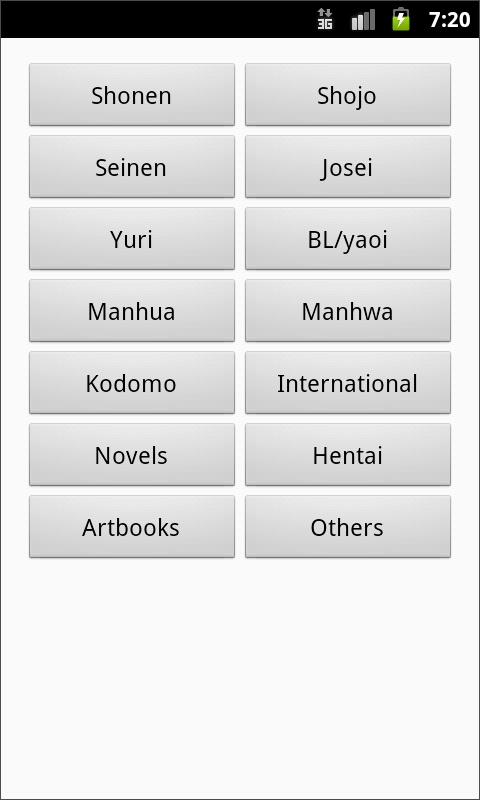 3G 7:20
Shonen Shojo
Seinen Josei
Yuri BL/yaoi
Manhua Manhwa
Kodomo International
Novels Hentai
Artbooks Others